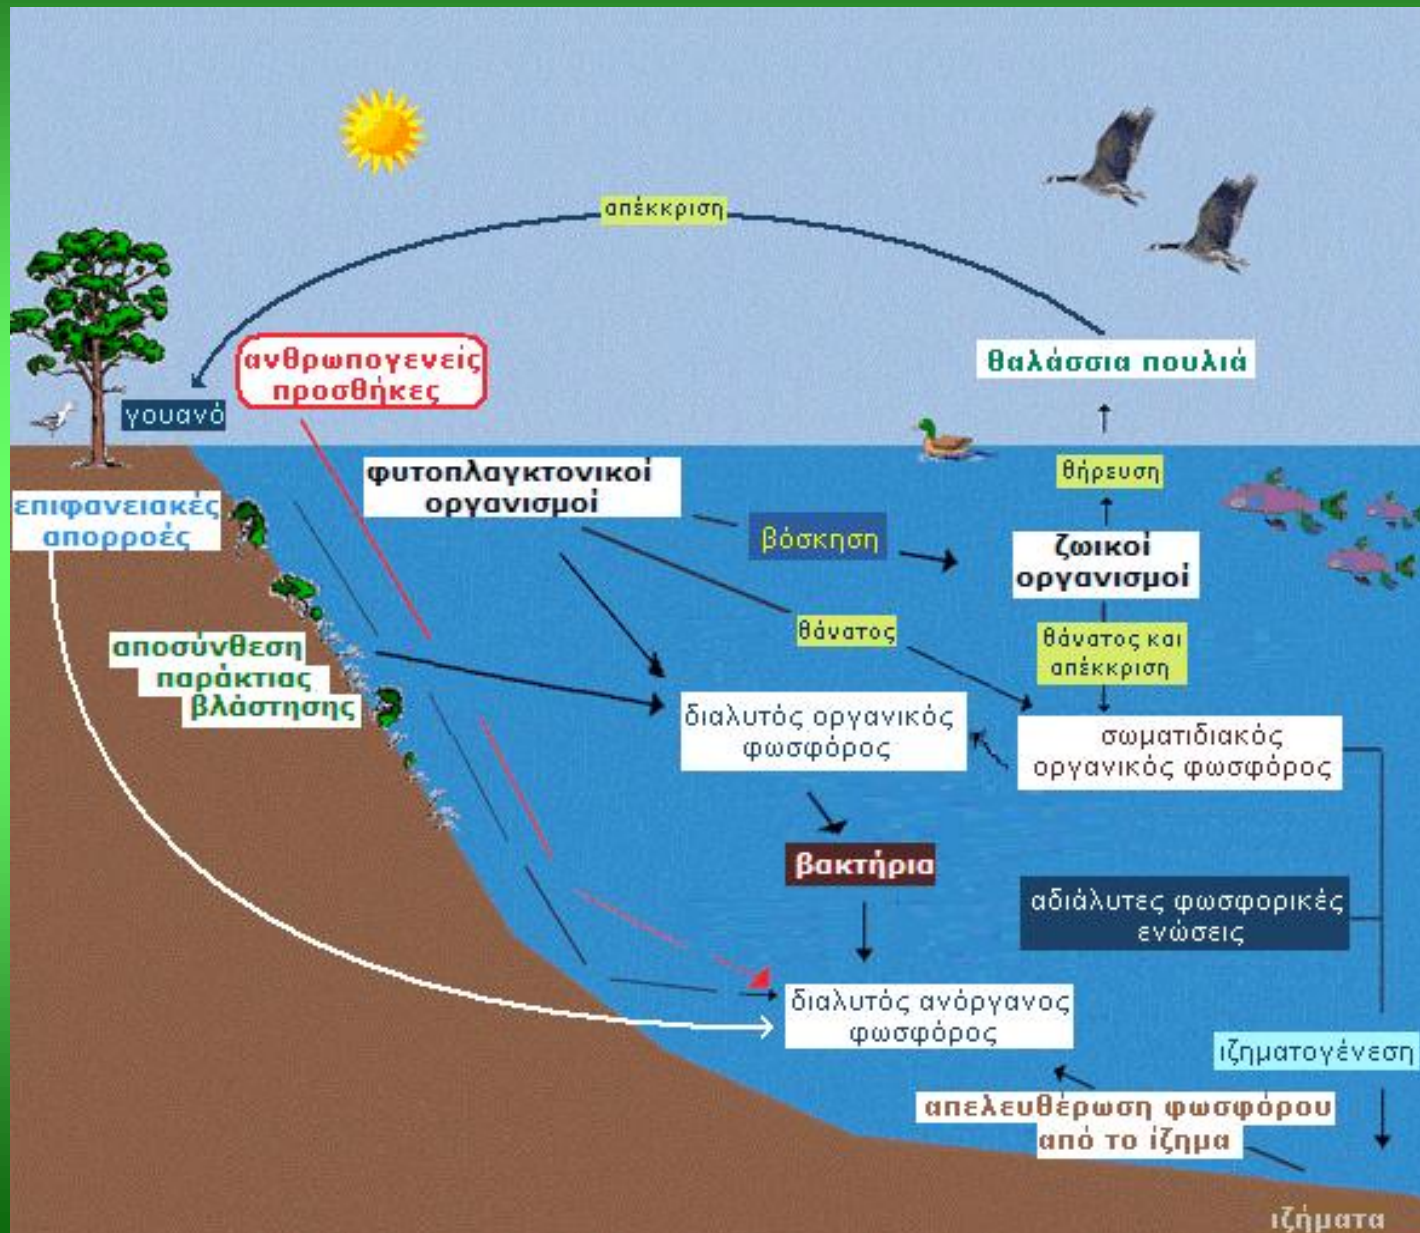 απέκκριση
ανθρωπογενείς
προσθήκες
θαλάσσια πουλιά
γουανό
φυτοπλαγκτονικοί
οργανισμοί
θήρευση
επιφανειακές
απορροές
βόσκηση
ζωικοί
οργανισμοί
θάνατος
θάνατος και
απέκκριση
αποσύνθεση
παράκτιας
βλάστησης
διαλυτός οργανικός
φωσφόρος
σωματιδιακός
οργανικός φωσφόρος
βακτήρια
αδιάλυτες φωσφορικές
ενώσεις
διαλυτός ανόργανος
φωσφόρος
ιζηματογένεση
απελευθέρωση φωσφόρου
από το ίζημα
ιζήματα